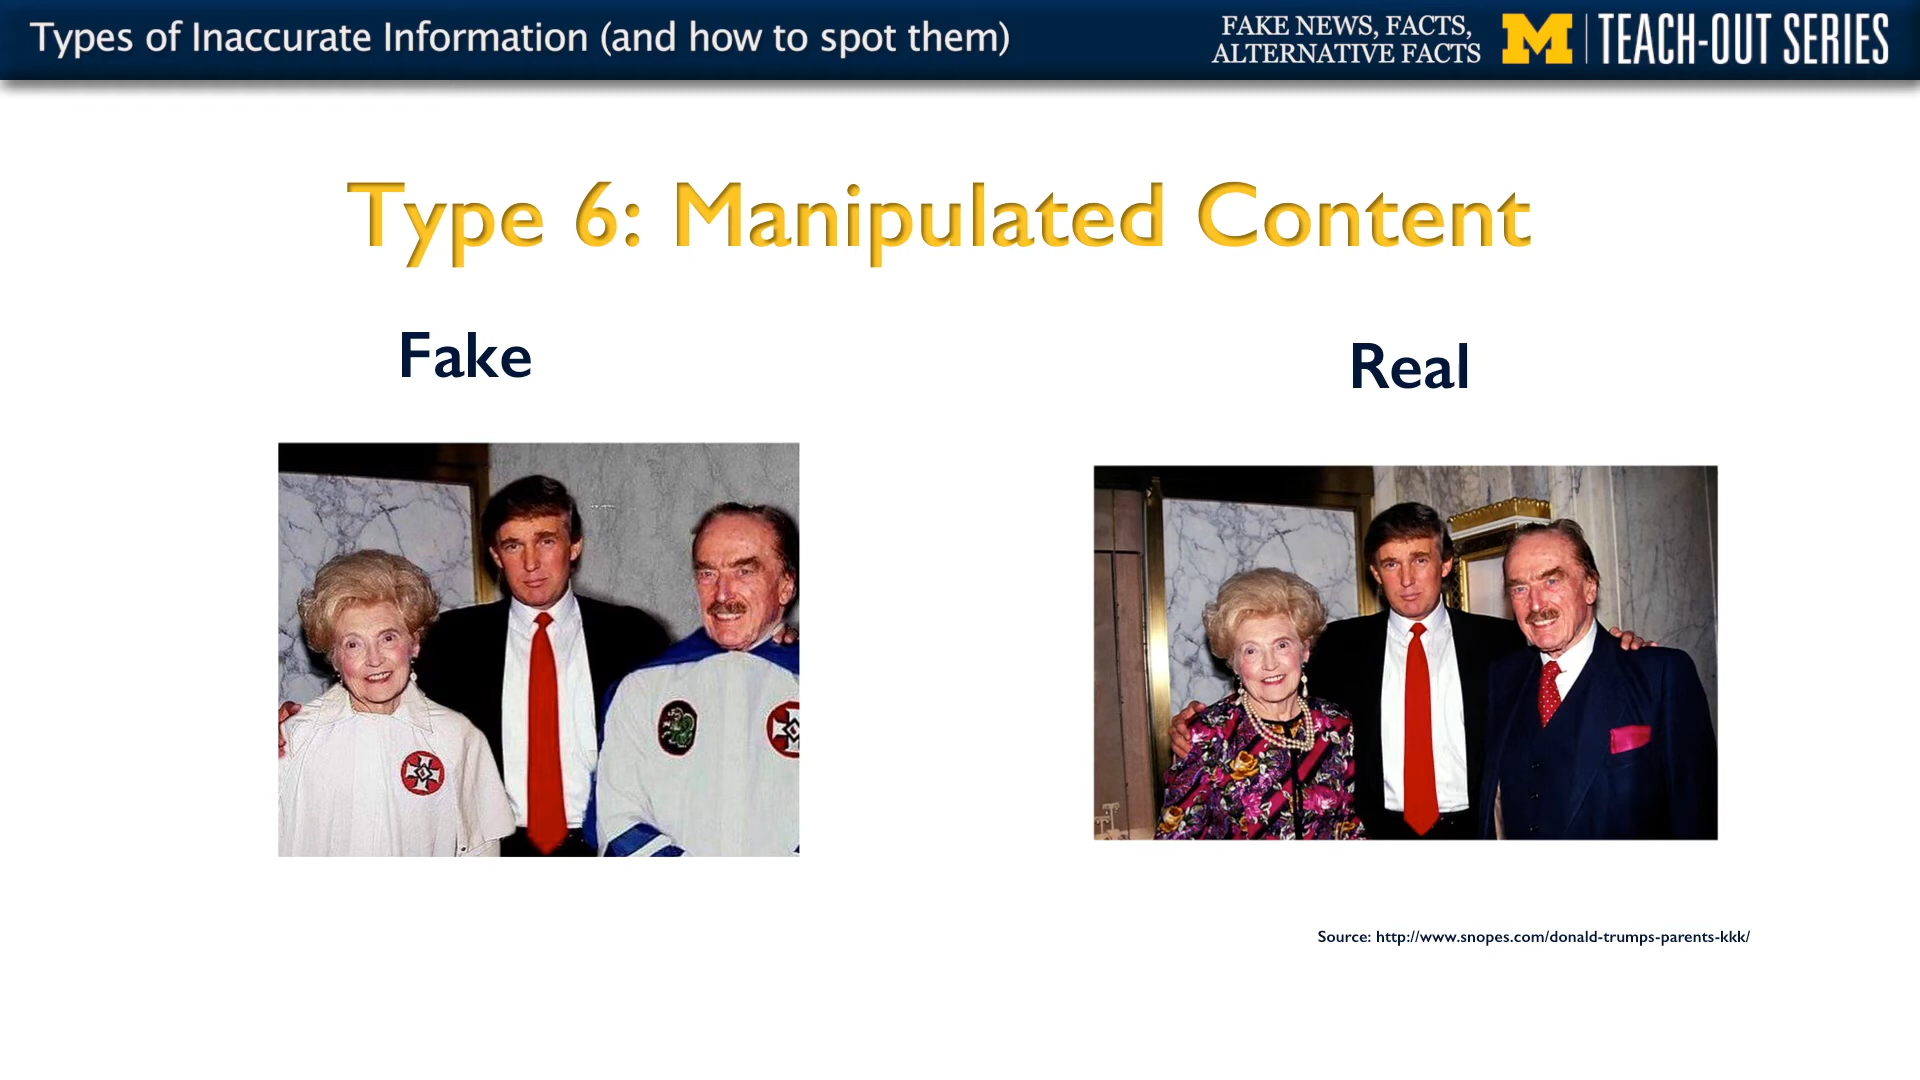 Types of Inaccurate Information (and how to spot them)
FAKE NEWS, FACTS,
ALTERNATIVE FACTS
M
TEACH-OUT SERIES
Type 6: Manipulated Content
Fake
Real
Source: http://www.snopes.com/donald-trumps-parents-kkk/